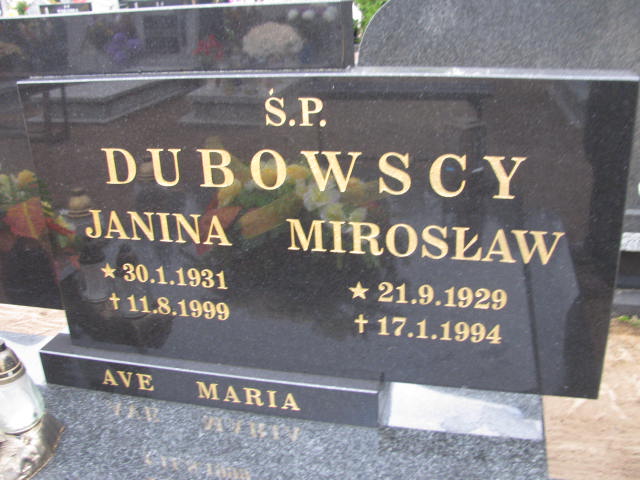 Ś.P.
DUBOWSCY
JANINA
★ 30.1.1931
† 11.8.1999
MIROSŁAW
★ 21.9.1929
† 17.1.1994
AVE MARIA